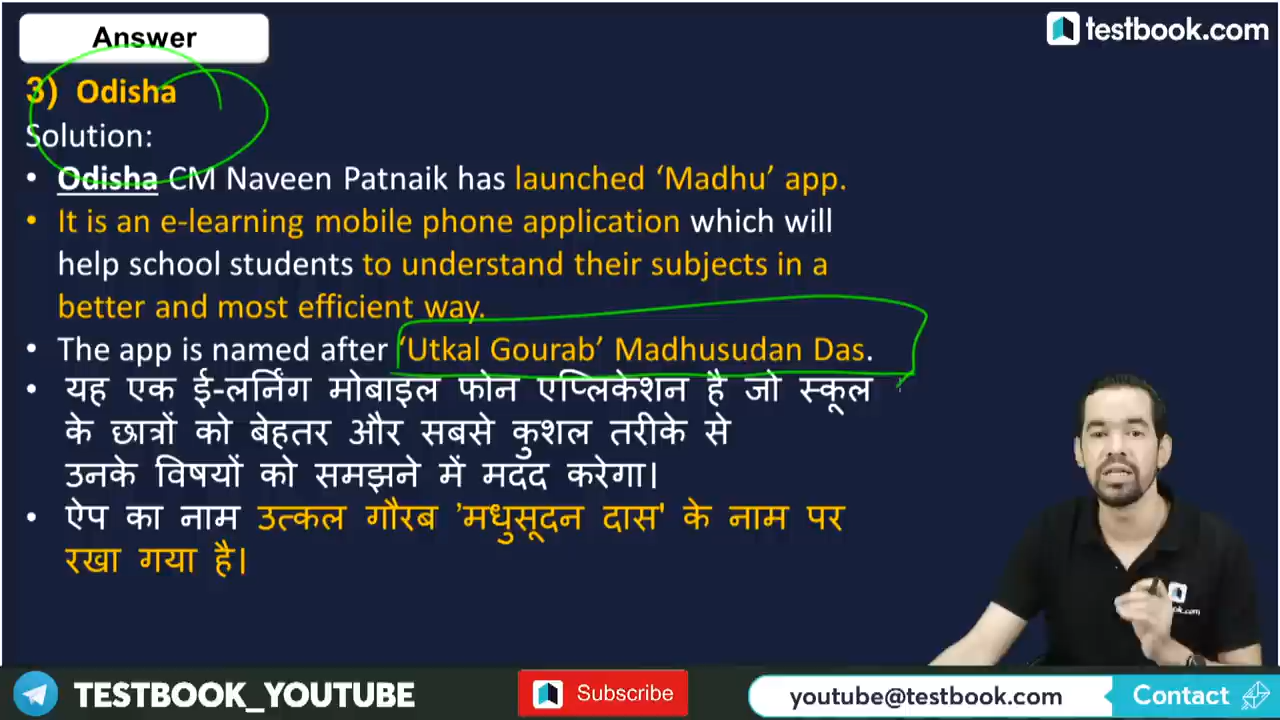 Answer
testbook.com
3) Odisha
Solution:
• Odisha CM Naveen Patnaik has launched ‘Madhu’ app.
• It is an e-learning mobile phone application which will
help school students to understand their subjects in a
better and most efficient way.
• The app is named after ‘Utkal Gourab’ Madhusudan Das.
• यह एक ई-लर्निंग मोबाइल फोन एप्लिकेशन है जो स्कूल
के छात्रों को बेहतर और सबसे कुशल तरीके से
उनके विषयों को समझने में मदद करेगा।
• ऐप का नाम उत्कल गौरब 'मधुसूदन दास' के नाम पर
रखा गया है।
TESTBOOK_YOUTUBE
Subscribe
youtube@testbook.com
Contact